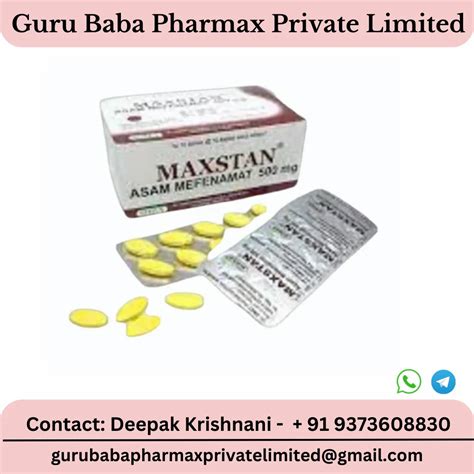 Guru Baba Pharmax Private Limited
MAXSTAN®
ASAM MEFENAMAT 500 mg
MAXSTAN
Contact: Deepak Krishnani - + 91 9373608830
gurubabapharmaxprivatelimited@gmail.com